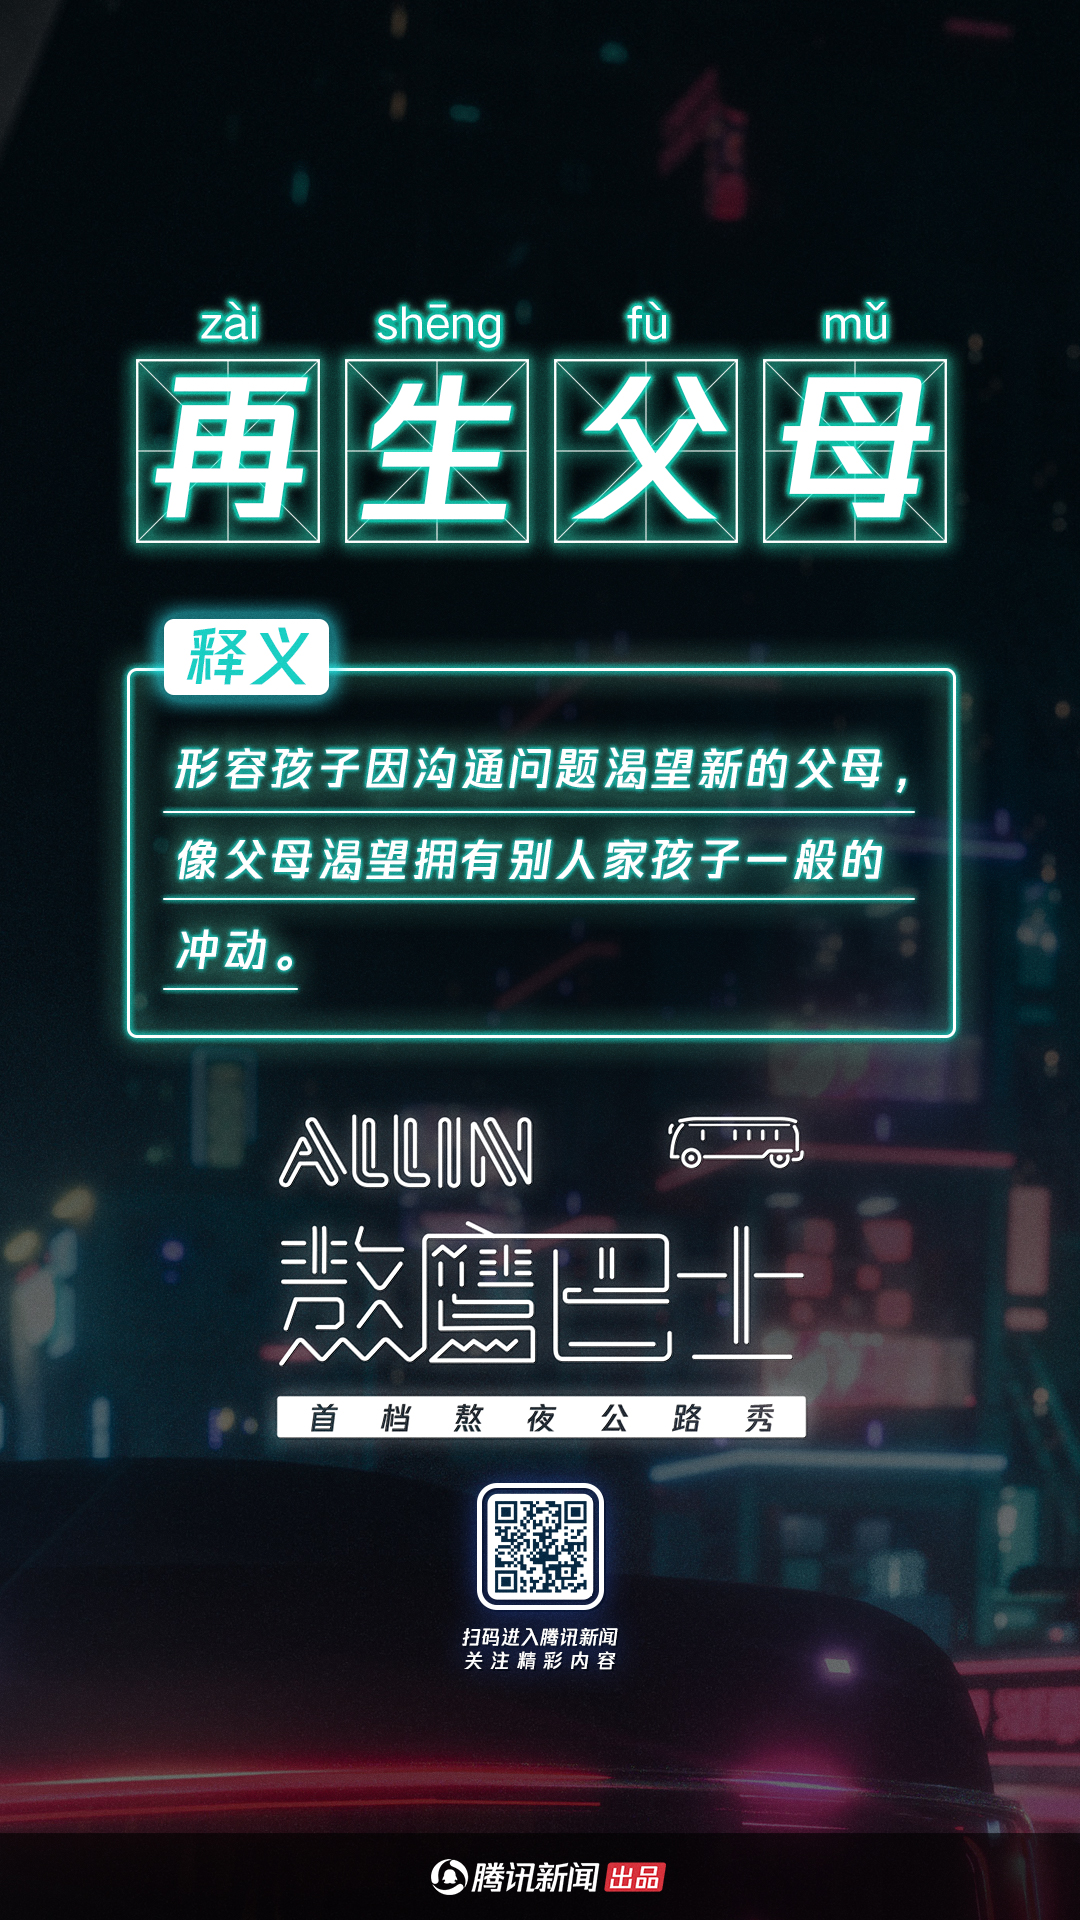 zài shēng fù mǔ
再生父母
释义
形容孩子因沟通问题渴望新的父母，
像父母渴望拥有别人家孩子一般的
冲动。
ALLIN
熬鹰巴士
首档熬夜公路秀
扫码进入腾讯新闻
关注精彩内容
腾讯新闻 出品